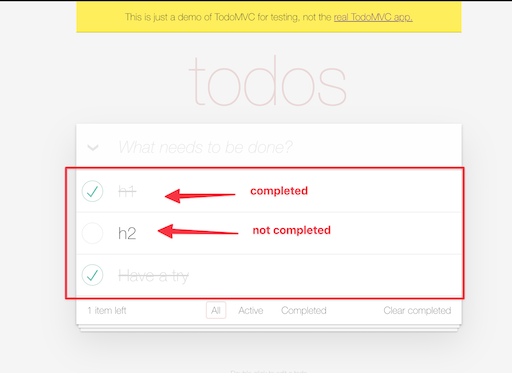 This is just a demo of TodoMVC for testing, not the real TodoMVC app.
todos
What needs to be done?
h1 completed
h2 not completed
Have a try
1 item left All Active Completed Clear completed